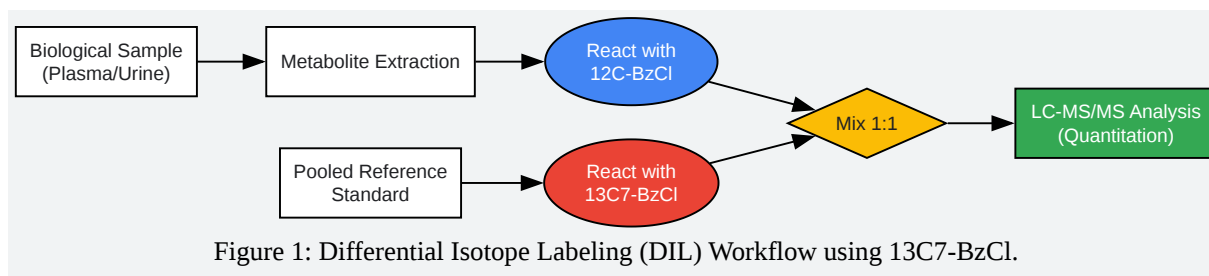 Biological Sample
(Plasma/Urine)
Metabolite Extraction
React with
12C-BzCl
Pooled Reference
Standard
React with
13C7-BzCl
Mix 1:1
LC-MS/MS Analysis
(Quantitation)
Figure 1: Differential Isotope Labeling (DIL) Workflow using 13C7-BzCl.